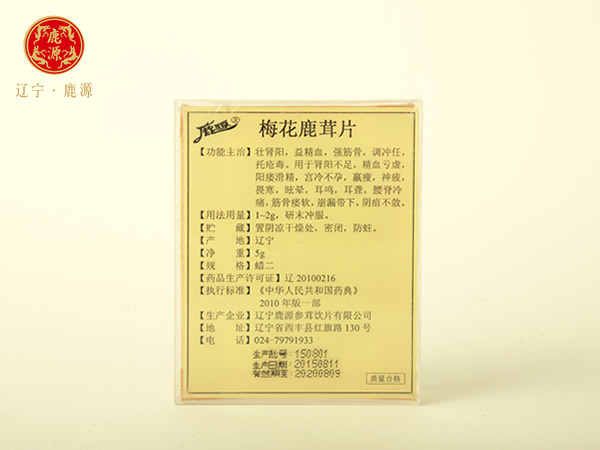 鹿源
辽宁·鹿源
梅花鹿茸片
【功能主治】壮肾阳，益精血，强筋骨，调冲任，
托疮毒。用于肾阳不足，精血亏虚，
阳痿滑精，宫冷不孕，羸瘦，神疲，
畏寒，眩晕，耳鸣，耳聋，腰脊冷
痛，筋骨痿软，崩漏带下，阴疽不敛。
【用法用量】1~2g，研末冲服。
【贮　　藏】置阴凉干燥处，密闭，防蛀。
【产　　地】辽宁
【净　　重】5g
【规　　格】蜡二
【药品生产许可证】辽 20100216
【执行标准】《中华人民共和国药典》
2010 年版一部
【生产企业】辽宁鹿源参茸饮片有限公司
【地　　址】辽宁省西丰县红旗路 130 号
【电　　话】024-79791933
生产批号：150801
生产日期：20150811
有效期至：20200809
质量合格